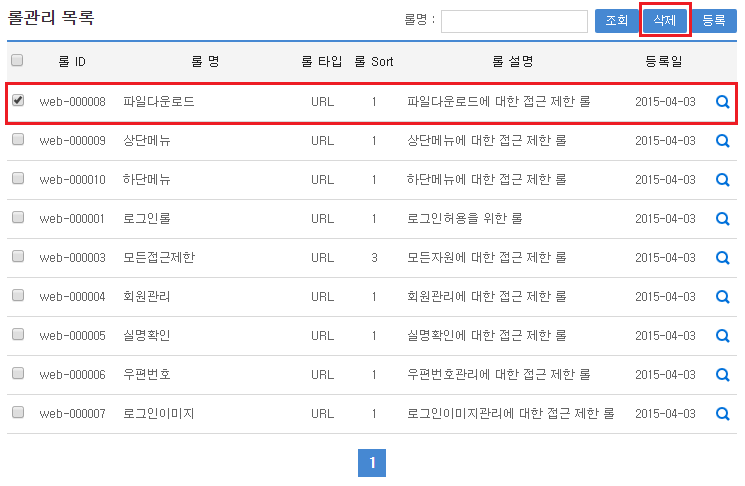 롤관리 목록 롤명 : 조회 삭제 등록
롤 ID 롤 명 롤 타입 롤 Sort 롤 설명 등록일
web-000008 파일다운로드 URL 1 파일다운로드에 대한 접근 제한 롤 2015-04-03
web-000009 상단메뉴 URL 1 상단메뉴에 대한 접근 제한 롤 2015-04-03
web-000010 하단메뉴 URL 1 하단메뉴에 대한 접근 제한 롤 2015-04-03
web-000001 로그인롤 URL 1 로그인허용을 위한 롤 2015-04-03
web-000003 모든접근제한 URL 3 모든자원에 대한 접근 제한 롤 2015-04-03
web-000004 회원관리 URL 1 회원관리에 대한 접근 제한 롤 2015-04-03
web-000005 실명확인 URL 1 실명확인에 대한 접근 제한 롤 2015-04-03
web-000006 우편번호 URL 1 우편번호관리에 대한 접근 제한 롤 2015-04-03
web-000007 로그인이미지 URL 1 로그인이미지관리에 대한 접근 제한 롤 2015-04-03
1